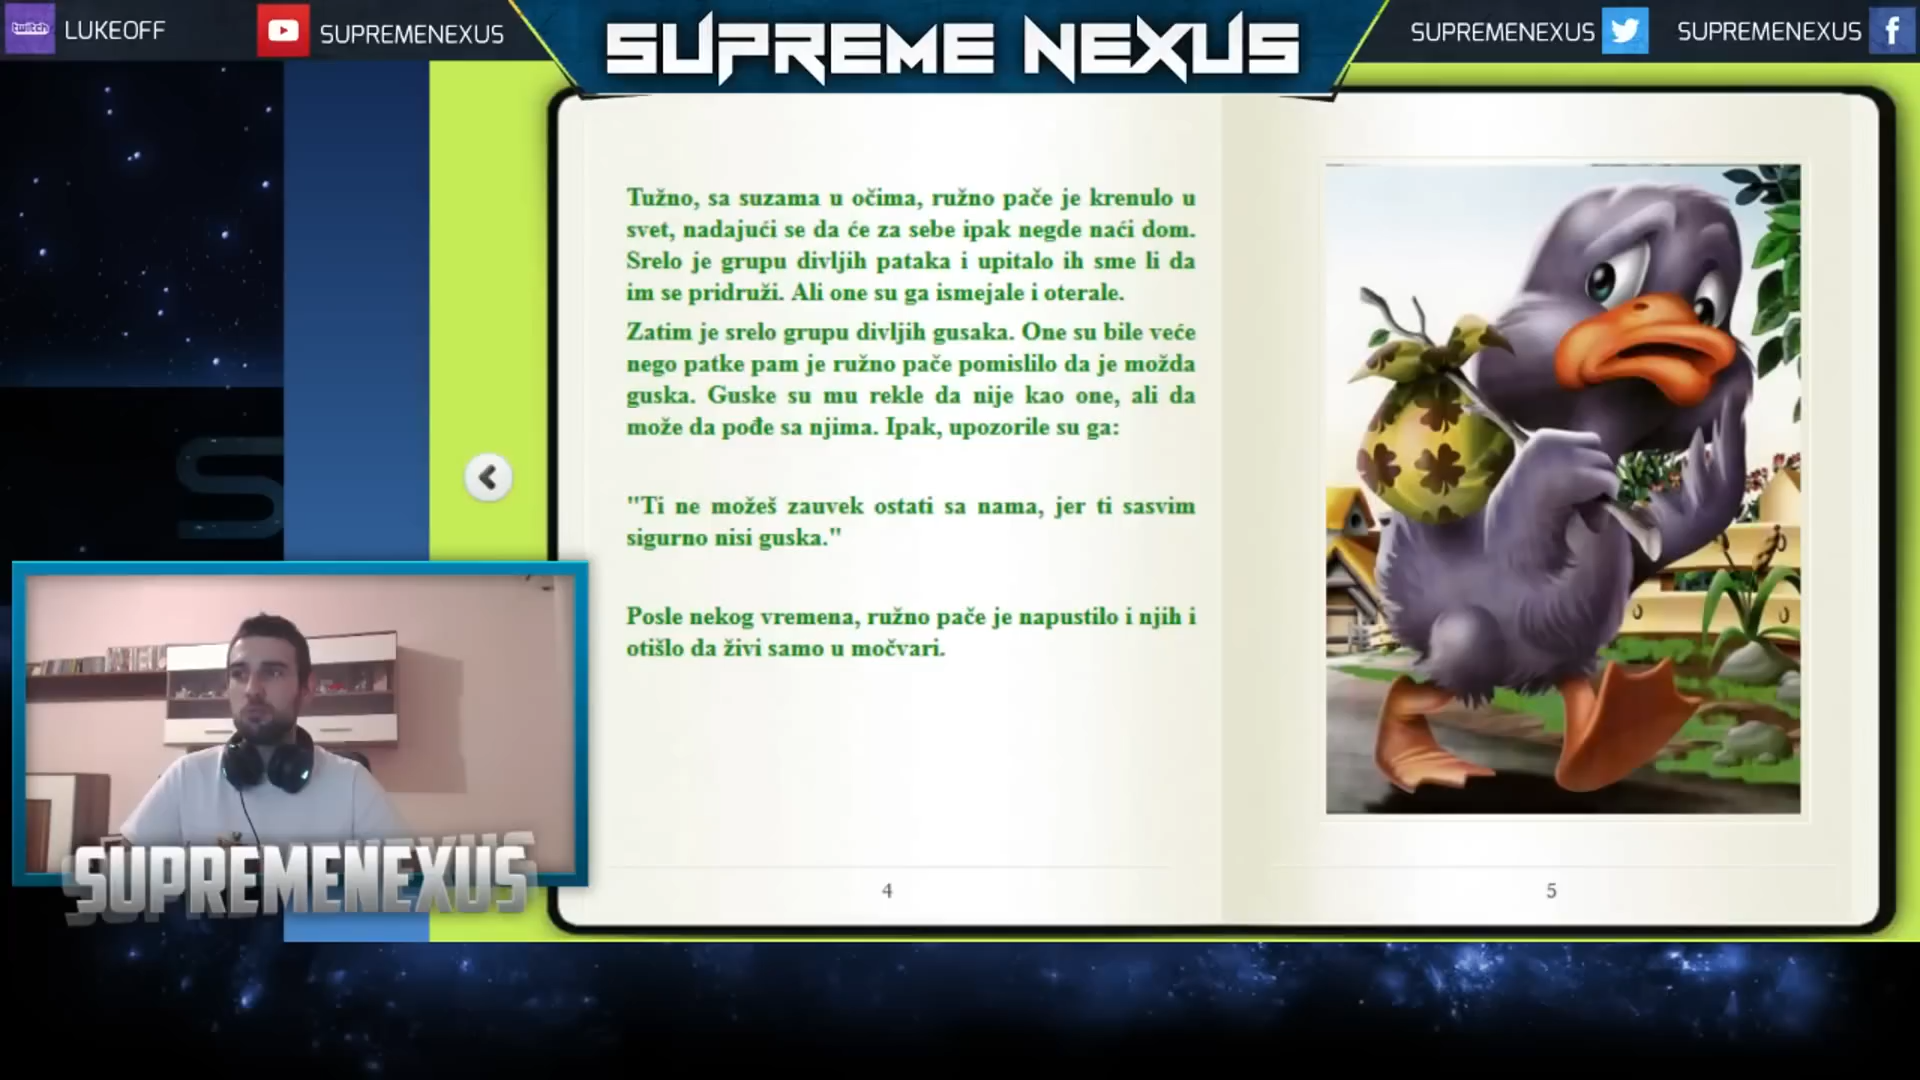 twitch LUKEOFF
SUPREMENEXUS
SUPREME NEXUS
SUPREMENEXUS
SUPREMENEXUS
Tužno, sa suzama u očima, ružno pače je krenulo u
svet, nadajući se da će za sebe ipak negde naći dom.
Srelo je grupu divljih pataka i upitalo ih sme li da
im se pridruži. Ali one su ga ismejale i oterale.
Zatim je srelo grupu divljih gusaka. One su bile veće
nego patke pam je ružno pače pomislilo da je možda
guska. Guske su mu rekle da nije kao one, ali da
može da pođe sa njima. Ipak, upozorile su ga:
"Ti ne možeš zauvek ostati sa nama, jer ti sasvim
sigurno nisi guska."
Posle nekog vremena, ružno pače je napustilo i njih i
otišlo da živi samo u močvari.
4
5
S
SUPREMENEXUS